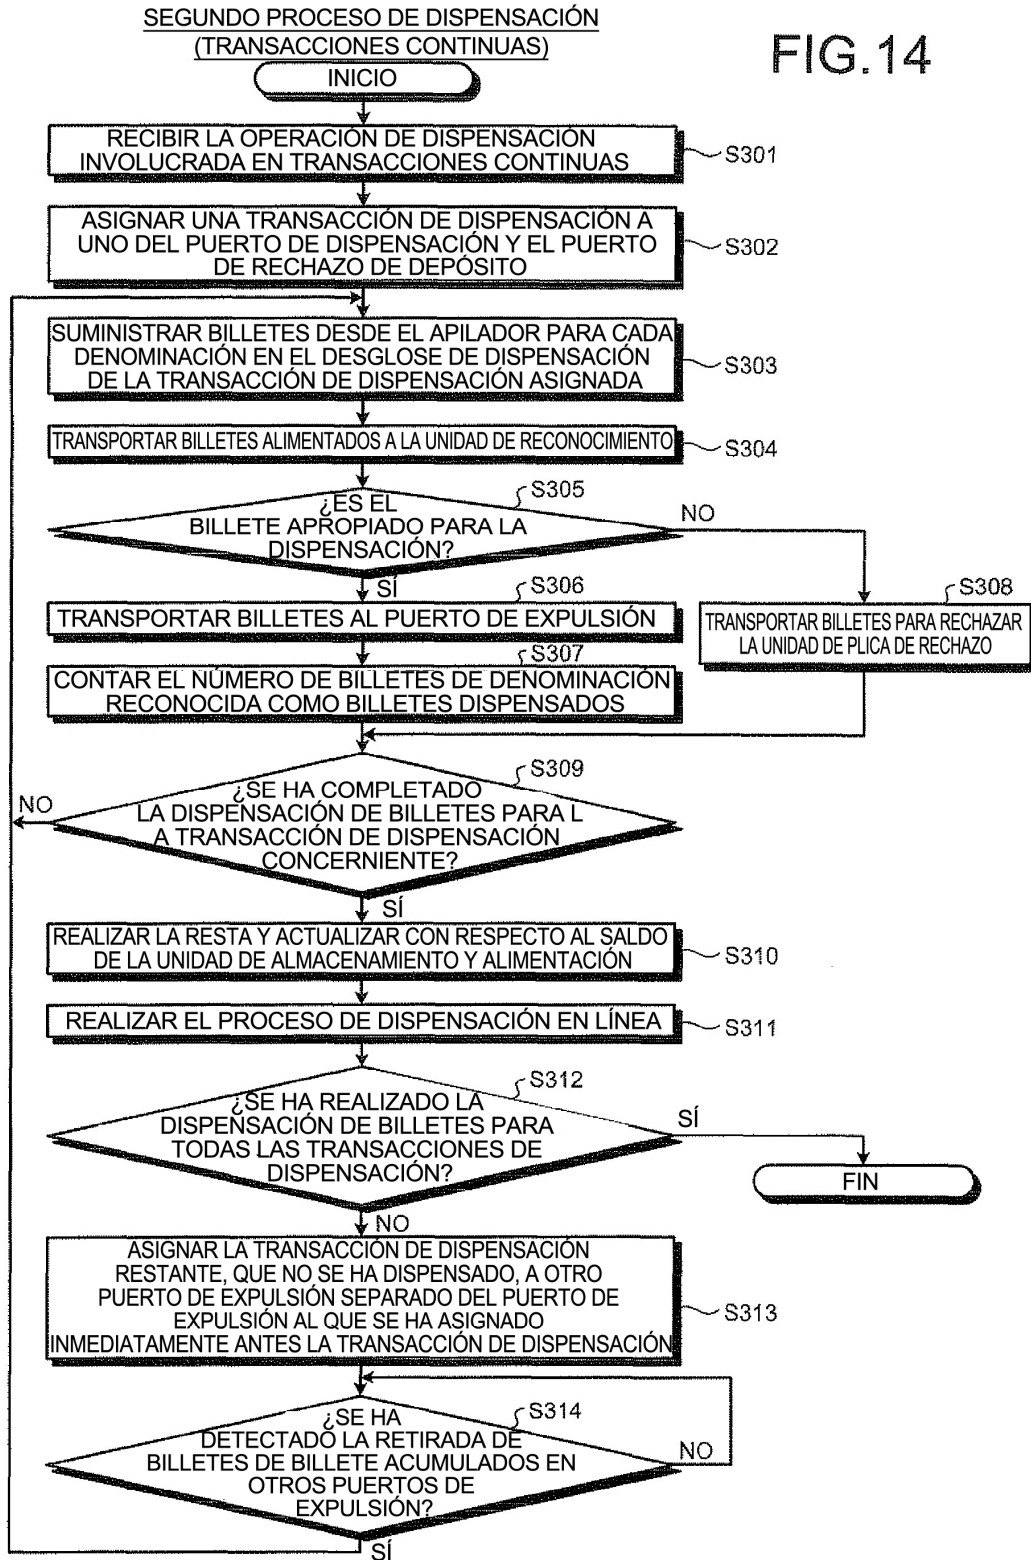 SEGUNDO PROCESO DE DISPENSACIÓN
(TRANSACCIONES CONTINUAS)
FIG.14
INICIO
RECIBIR LA OPERACIÓN DE DISPENSACIÓN
INVOLUCRADA EN TRANSACCIONES CONTINUAS
S301
ASIGNAR UNA TRANSACCIÓN DE DISPENSACIÓN A
UNO DEL PUERTO DE DISPENSACIÓN Y EL PUERTO
DE RECHAZO DE DEPÓSITO
S302
SUMINISTRAR BILLETES DESDE EL APILADOR PARA CADA
DENOMINACIÓN EN EL DESGLOSE DE DISPENSACIÓN
DE LA TRANSACCIÓN DE DISPENSACIÓN ASIGNADA
S303
TRANSPORTAR BILLETES ALIMENTADOS A LA UNIDAD DE RECONOCIMIENTO
S304
S305
¿ES EL
BILLETE APROPIADO PARA LA
DISPENSACIÓN?
NO
SÍ
S306
TRANSPORTAR BILLETES AL PUERTO DE EXPULSIÓN
S308
TRANSPORTAR BILLETES PARA RECHAZAR
LA UNIDAD DE PLICA DE RECHAZO
S307
CONTAR EL NÚMERO DE BILLETES DE DENOMINACIÓN
RECONOCIDA COMO BILLETES DISPENSADOS
S309
¿SE HA COMPLETADO
LA DISPENSACIÓN DE BILLETES PARA L
A TRANSACCIÓN DE DISPENSACIÓN
CONCERNIENTE?
NO
SÍ
REALIZAR LA RESTA Y ACTUALIZAR CON RESPECTO AL SALDO
DE LA UNIDAD DE ALMACENAMIENTO Y ALIMENTACIÓN
S310
REALIZAR EL PROCESO DE DISPENSACIÓN EN LÍNEA
S311
S312
¿SE HA REALIZADO LA
DISPENSACIÓN DE BILLETES PARA
TODAS LAS TRANSACCIONES DE
DISPENSACIÓN?
SÍ
FIN
NO
ASIGNAR LA TRANSACCIÓN DE DISPENSACIÓN
RESTANTE, QUE NO SE HA DISPENSADO, A OTRO
PUERTO DE EXPULSIÓN SEPARADO DEL PUERTO DE
EXPULSIÓN AL QUE SE HA ASIGNADO
INMEDIATAMENTE ANTES LA TRANSACCIÓN DE DISPENSACIÓN
S313
S314
¿SE HA
DETECTADO LA RETIRADA DE
BILLETES DE BILLETE ACUMULADOS EN
OTROS PUERTOS DE
EXPULSIÓN?
NO
SÍ